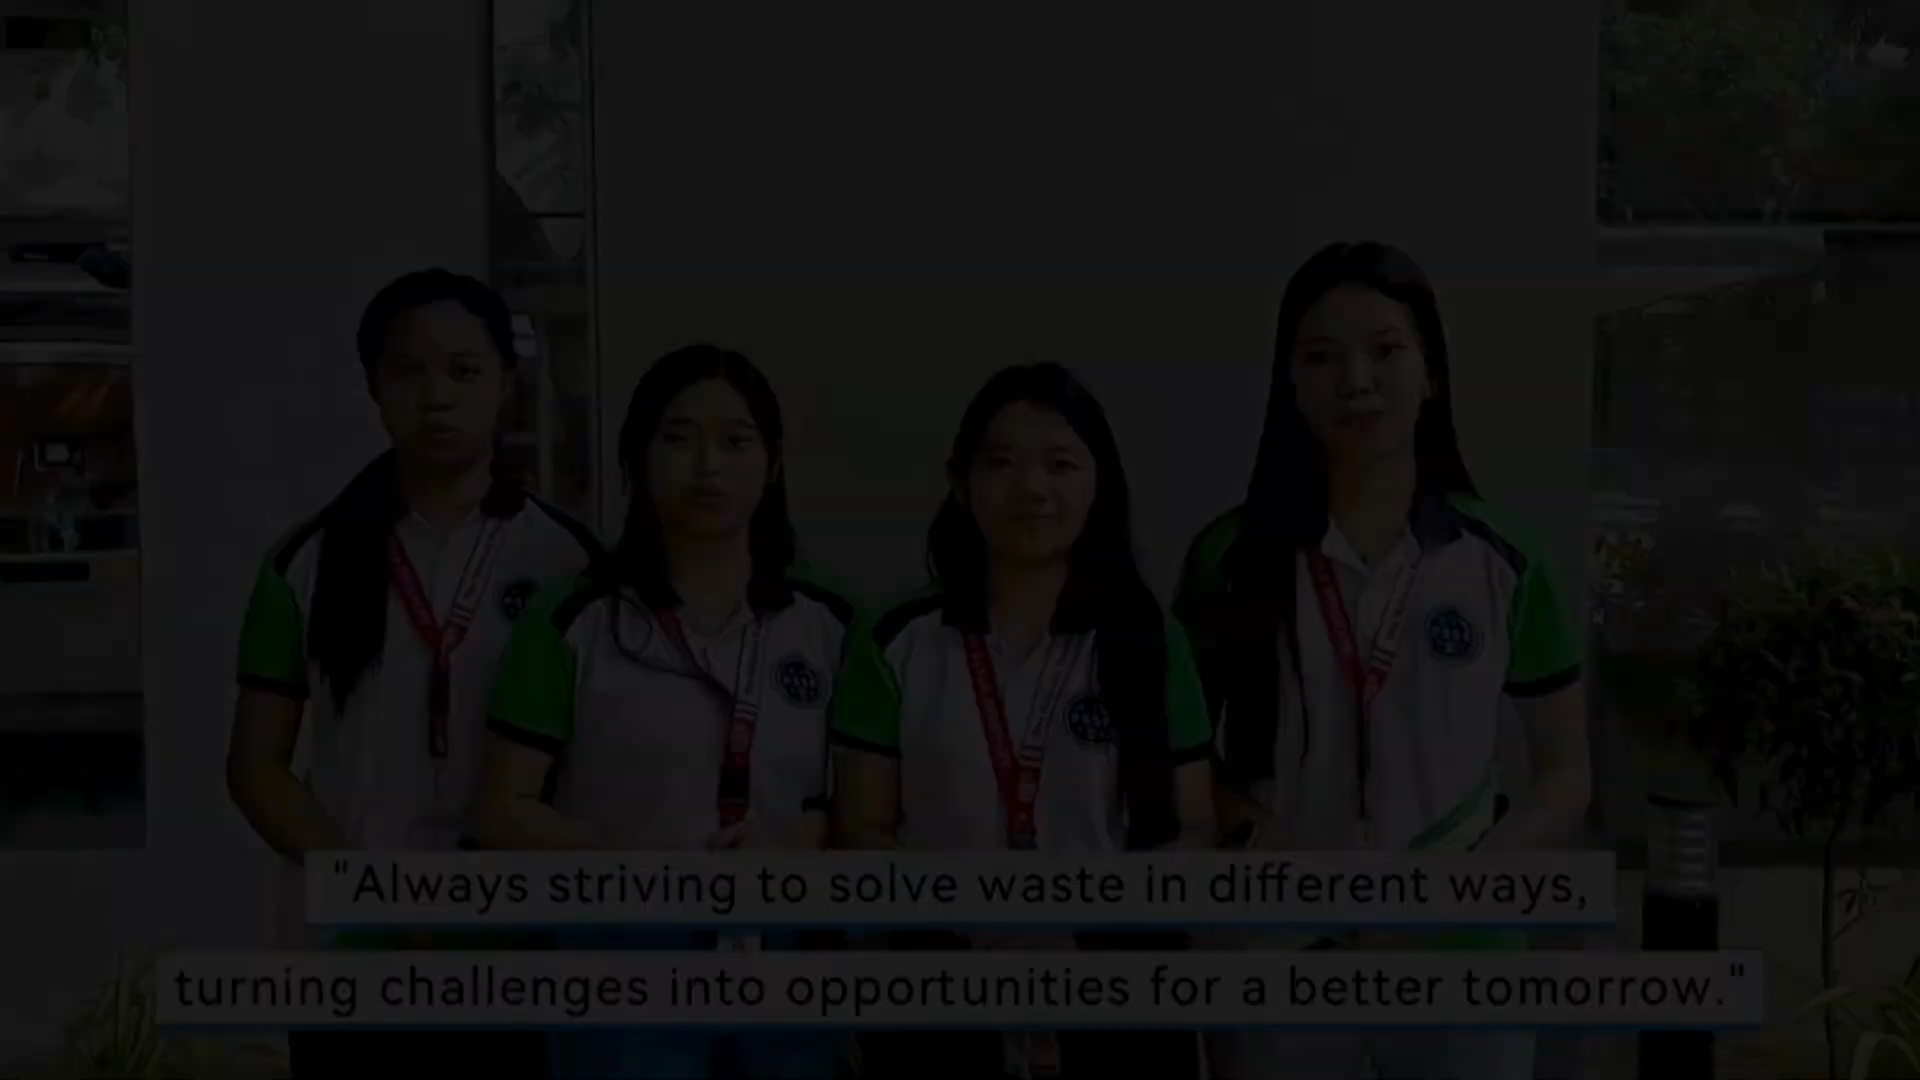 "Always striving to solve waste in different ways,
turning challenges into opportunities for a better tomorrow."